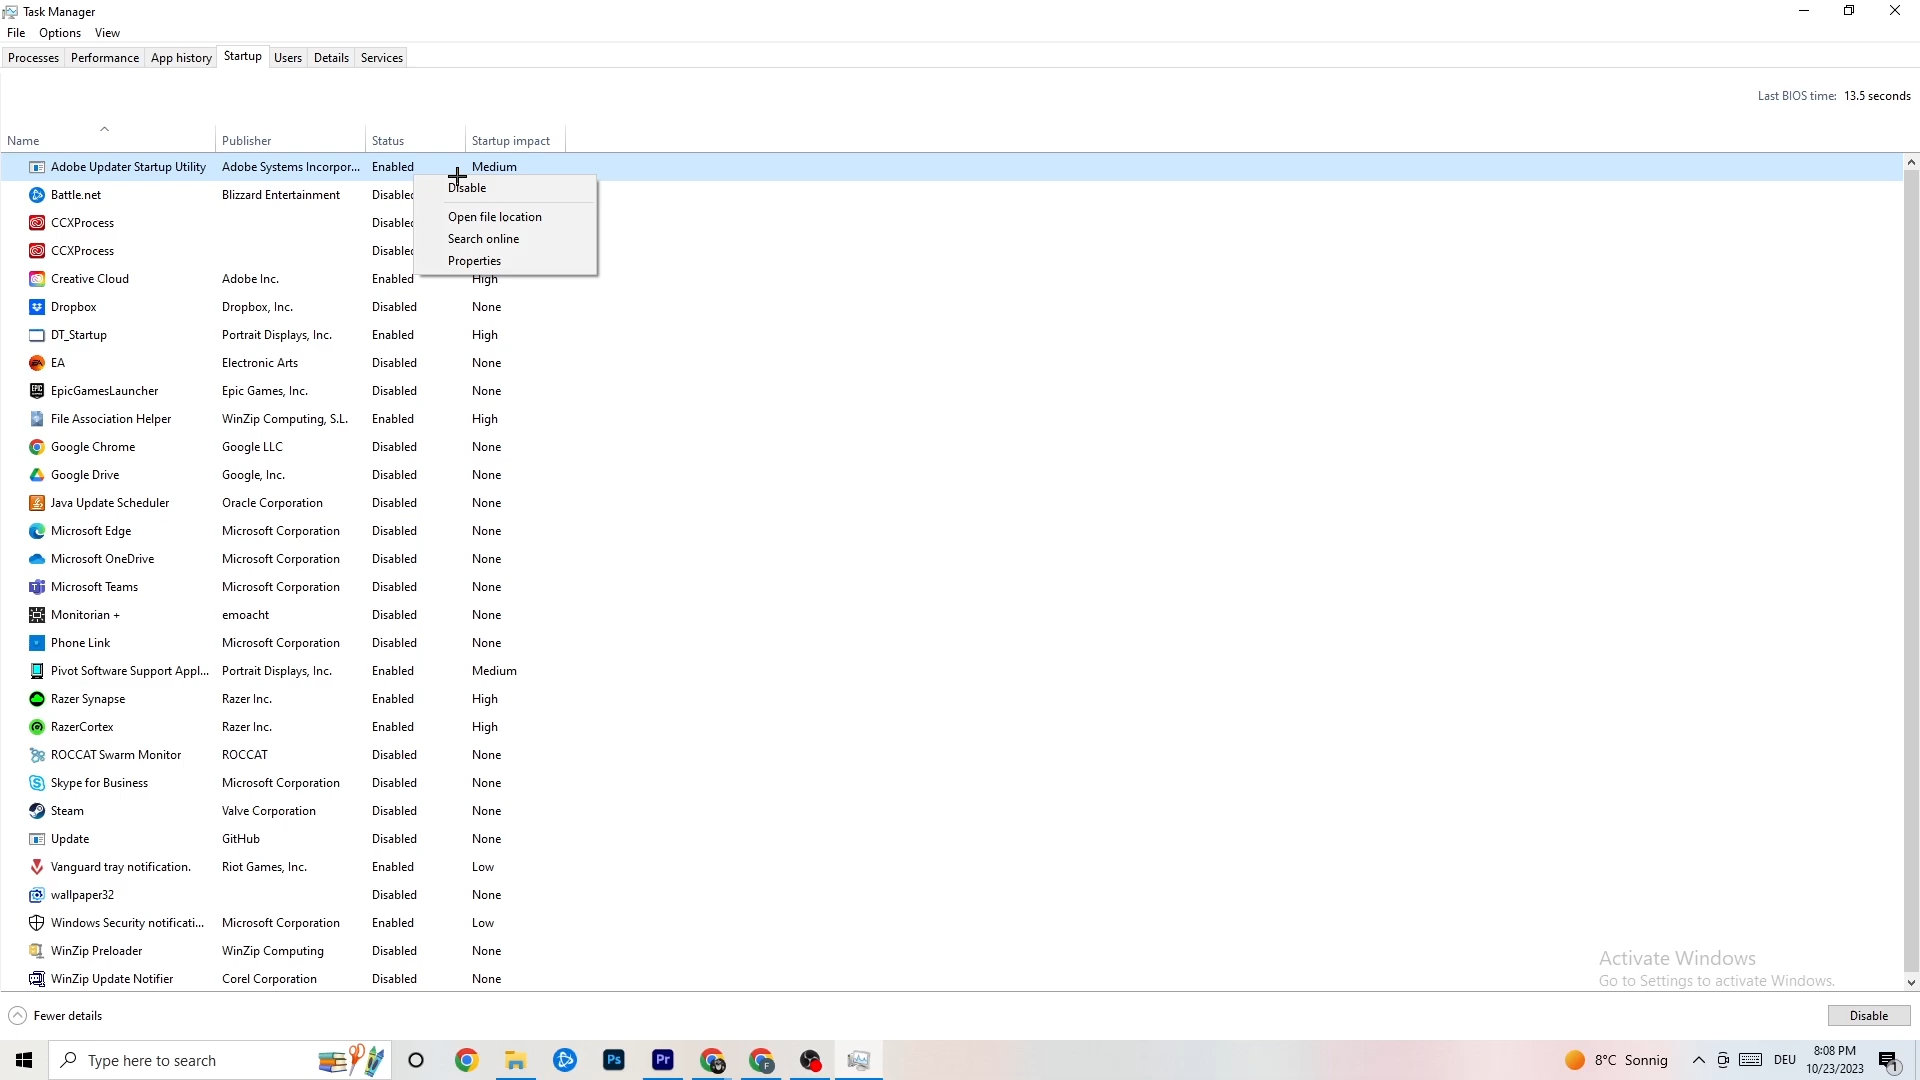 Task Manager
File Options View
Processes Performance App history Startup Users Details Services
Last BIOS time: 13.5 seconds
Name Publisher Status Startup impact
Adobe Updater Startup Utility Adobe Systems Incorpor... Enabled Medium
Battle.net Blizzard Entertainment Disabled
CCXProcess Disabled
CCXProcess Disabled
Disable
Open file location
Search online
Properties
Creative Cloud Adobe Inc. Enabled High
Dropbox Dropbox, Inc. Disabled None
DT_Startup Portrait Displays, Inc. Enabled High
EA Electronic Arts Disabled None
EpicGamesLauncher Epic Games, Inc. Disabled None
File Association Helper WinZip Computing, S.L. Enabled High
Google Chrome Google LLC Disabled None
Google Drive Google, Inc. Disabled None
Java Update Scheduler Oracle Corporation Disabled None
Microsoft Edge Microsoft Corporation Disabled None
Microsoft OneDrive Microsoft Corporation Disabled None
Microsoft Teams Microsoft Corporation Disabled None
Monitorian + emoacht Disabled None
Phone Link Microsoft Corporation Disabled None
Pivot Software Support Appl... Portrait Displays, Inc. Enabled Medium
Razer Synapse Razer Inc. Enabled High
RazerCortex Razer Inc. Enabled High
ROCCAT Swarm Monitor ROCCAT Disabled None
Skype for Business Microsoft Corporation Disabled None
Steam Valve Corporation Disabled None
Update GitHub Disabled None
Vanguard tray notification. Riot Games, Inc. Enabled Low
wallpaper32 Disabled None
Windows Security notificati... Microsoft Corporation Enabled Low
WinZip Preloader WinZip Computing Disabled None
WinZip Update Notifier Corel Corporation Disabled None
Activate Windows
Go to Settings to activate Windows.
Fewer details Disable
Type here to search Ps Pr F 8°C Sonnig DEU 8:08 PM
10/23/2023 1